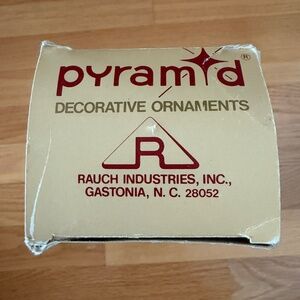 pyramid®
DECORATIVE ORNAMENTS
R
RAUCH INDUSTRIES, INC.,
GASTONIA, N. C. 28052